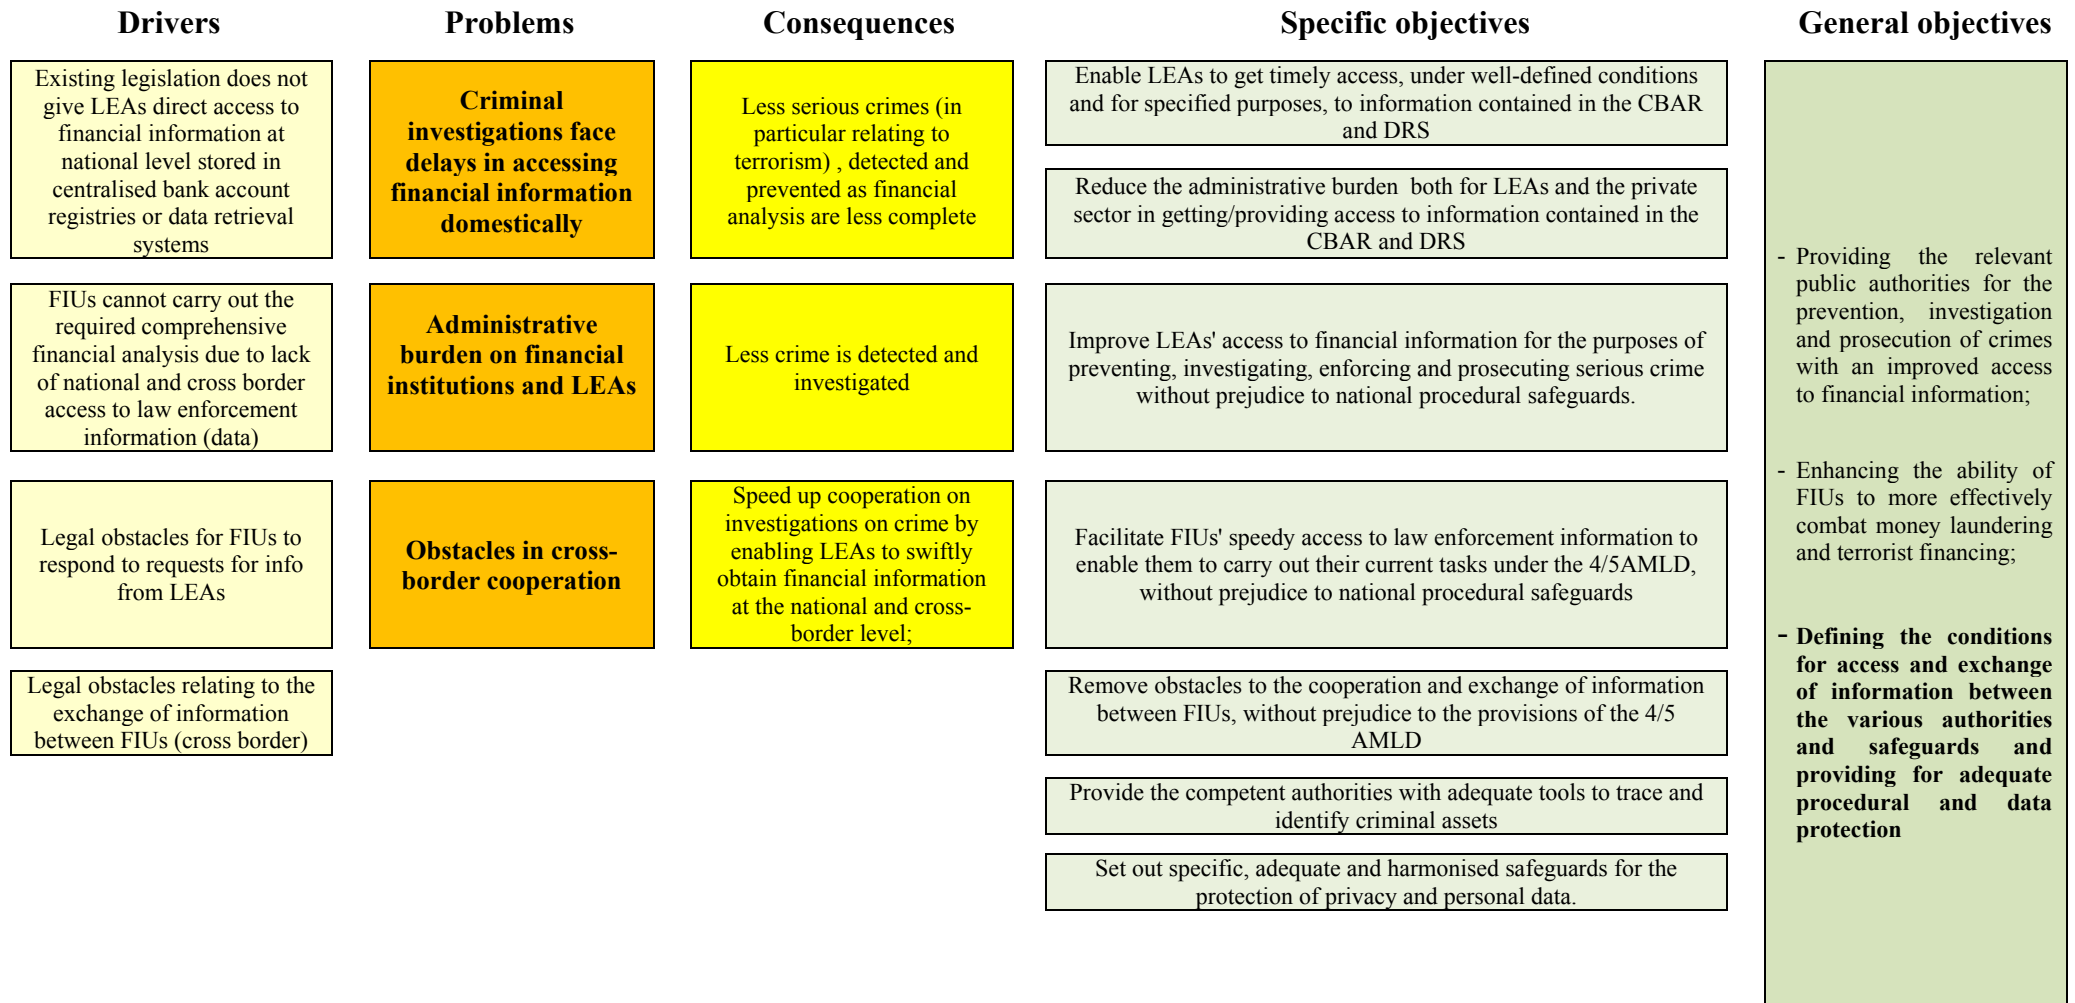 Drivers
Problems
Consequences
Specific objectives
General objectives
Existing legislation does not
give LEAs direct access to
financial information at
national level stored in
centralised bank account
registries or data retrieval
systems
FIUs cannot carry out the
required comprehensive
financial analysis due to lack
of national and cross border
access to law enforcement
information (data)
Legal obstacles for FIUs to
respond to requests for info
from LEAs
Legal obstacles relating to the
exchange of information
between FIUs (cross border)
Criminal
investigations face
delays in accessing
financial information
domestically
Administrative
burden on financial
institutions and LEAs
Obstacles in cross-
border cooperation
Less serious crimes (in
particular relating to
terrorism) , detected and
prevented as financial
analysis are less complete
Less crime is detected and
investigated
Speed up cooperation on
investigations on crime by
enabling LEAs to swiftly
obtain financial information
at the national and cross-
border level;
Enable LEAs to get timely access, under well-defined conditions
and for specified purposes, to information contained in the CBAR
and DRS
Reduce the administrative burden both for LEAs and the private
sector in getting/providing access to information contained in the
CBAR and DRS
Improve LEAs' access to financial information for the purposes of
preventing, investigating, enforcing and prosecuting serious crime
without prejudice to national procedural safeguards.
Facilitate FIUs' speedy access to law enforcement information to
enable them to carry out their current tasks under the 4/5AMLD,
without prejudice to national procedural safeguards
Remove obstacles to the cooperation and exchange of information
between FIUs, without prejudice to the provisions of the 4/5
AMLD
Provide the competent authorities with adequate tools to trace and
identify criminal assets
Set out specific, adequate and harmonised safeguards for the
protection of privacy and personal data.
- Providing the relevant
public authorities for the
prevention, investigation
and prosecution of crimes
with an improved access
to financial information;
- Enhancing the ability of
FIUs to more effectively
combat money laundering
and terrorist financing;
- Defining the conditions
for access and exchange
of information between
the various authorities
and safeguards and
providing for adequate
procedural and data
protection